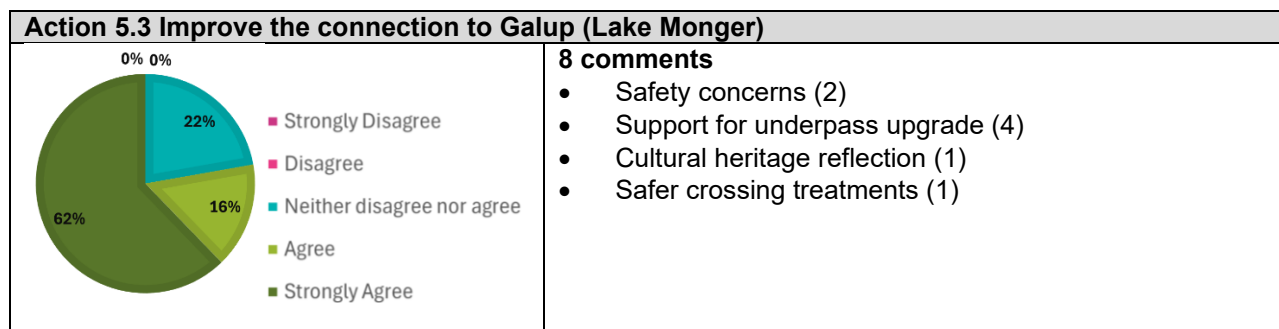 Action 5.3 Improve the connection to Galup (Lake Monger)
0% 0%
22%
16%
62%
Strongly Disagree
Disagree
Neither disagree nor agree
Agree
Strongly Agree
8 comments
• Safety concerns (2)
• Support for underpass upgrade (4)
• Cultural heritage reflection (1)
• Safer crossing treatments (1)